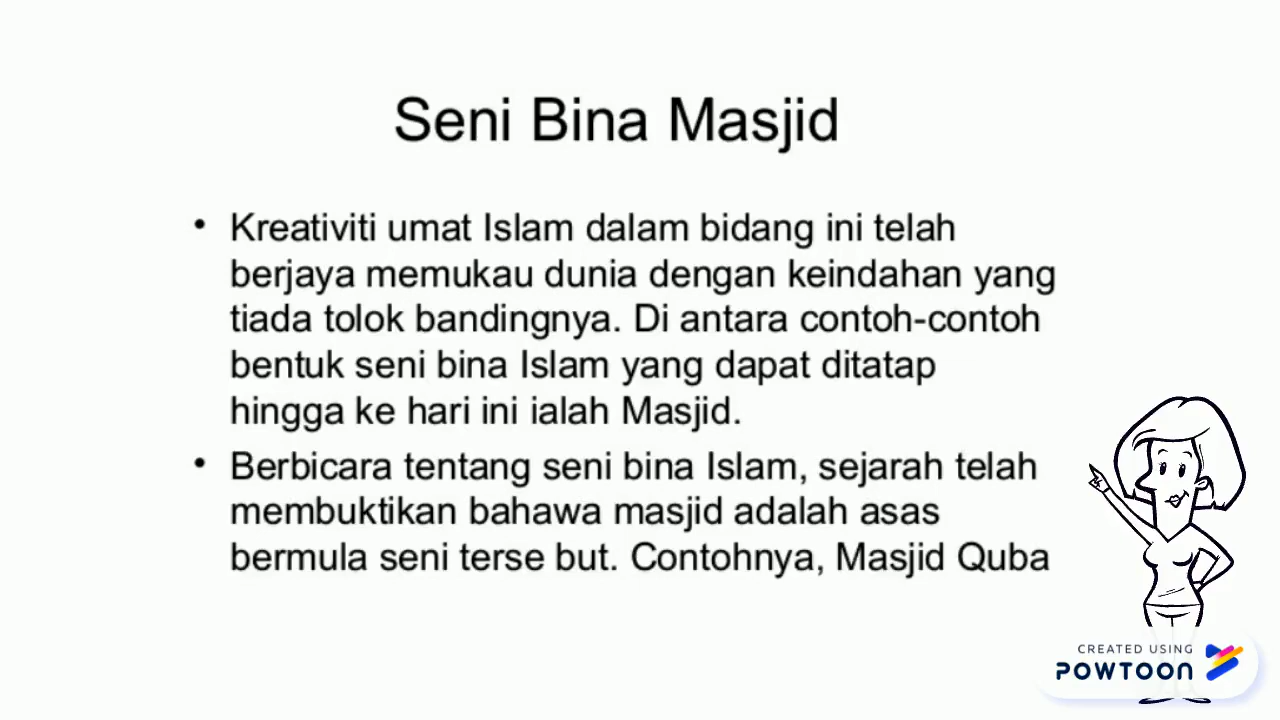 Seni Bina Masjid
• Kreativiti umat Islam dalam bidang ini telah
berjaya memukau dunia dengan keindahan yang
tiada tolok bandingnya. Di antara contoh-contoh
bentuk seni bina Islam yang dapat ditatap
hingga ke hari ini ialah Masjid.
• Berbicara tentang seni bina Islam, sejarah telah
membuktikan bahawa masjid adalah asas
bermula seni terse but. Contohnya, Masjid Quba
CREATED USING
POWTOON